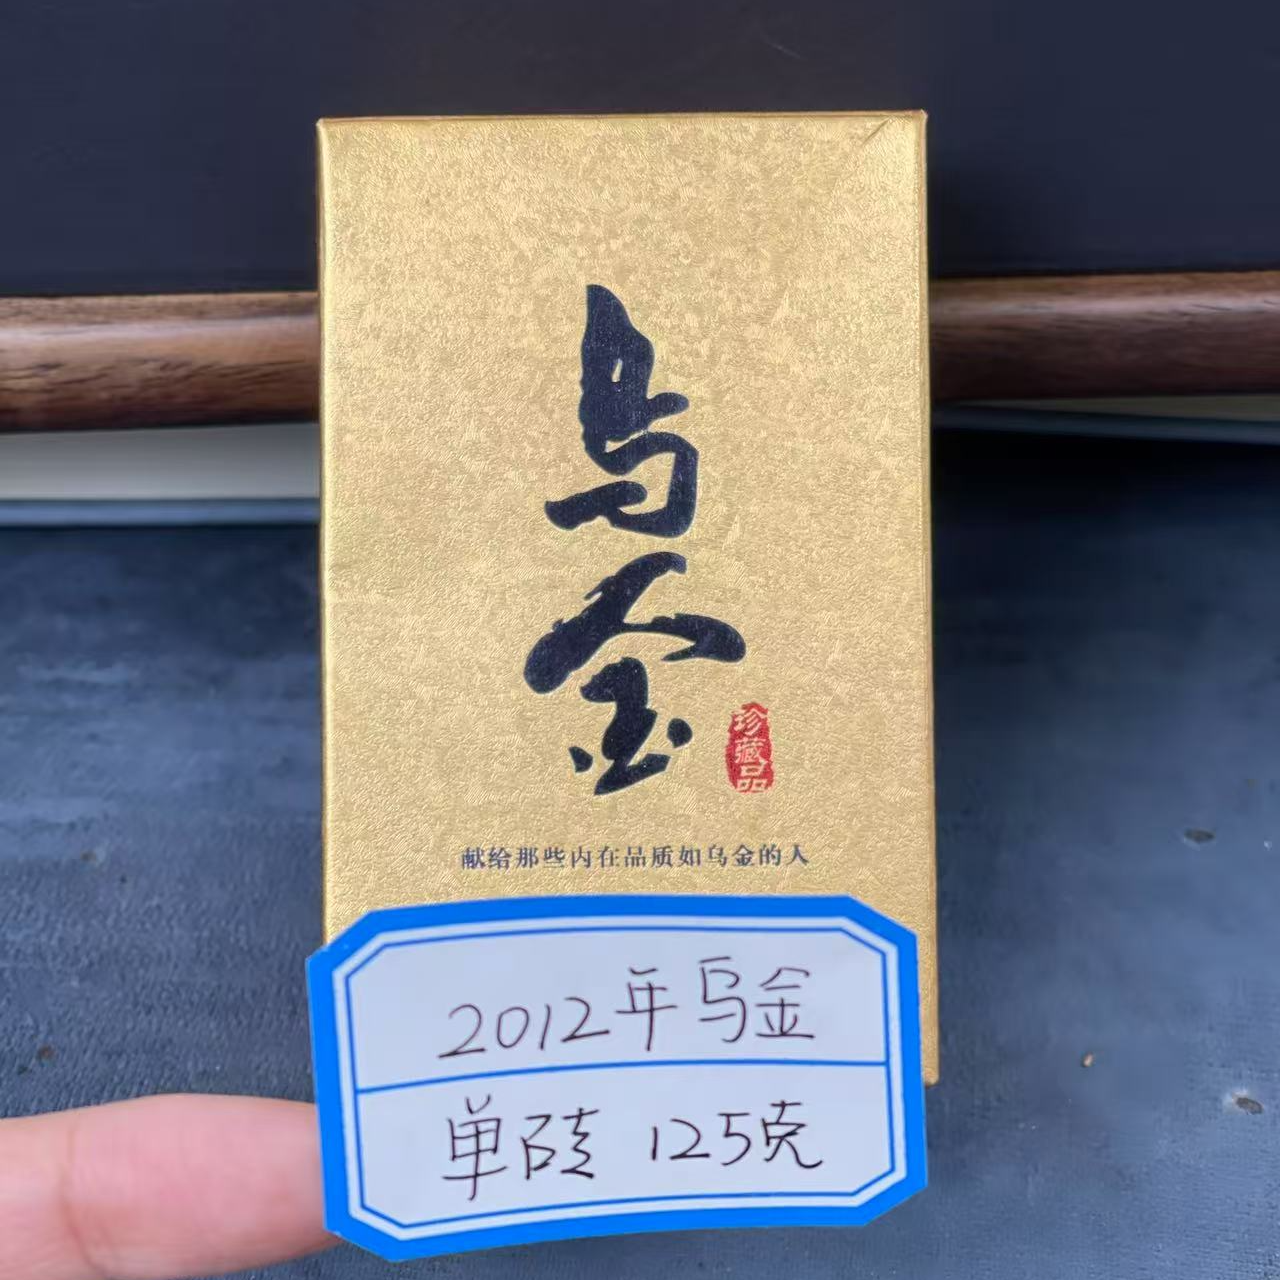 乌金
珍藏品
献给那些内在品质如乌金的人
2012年乌金
单砖 125克